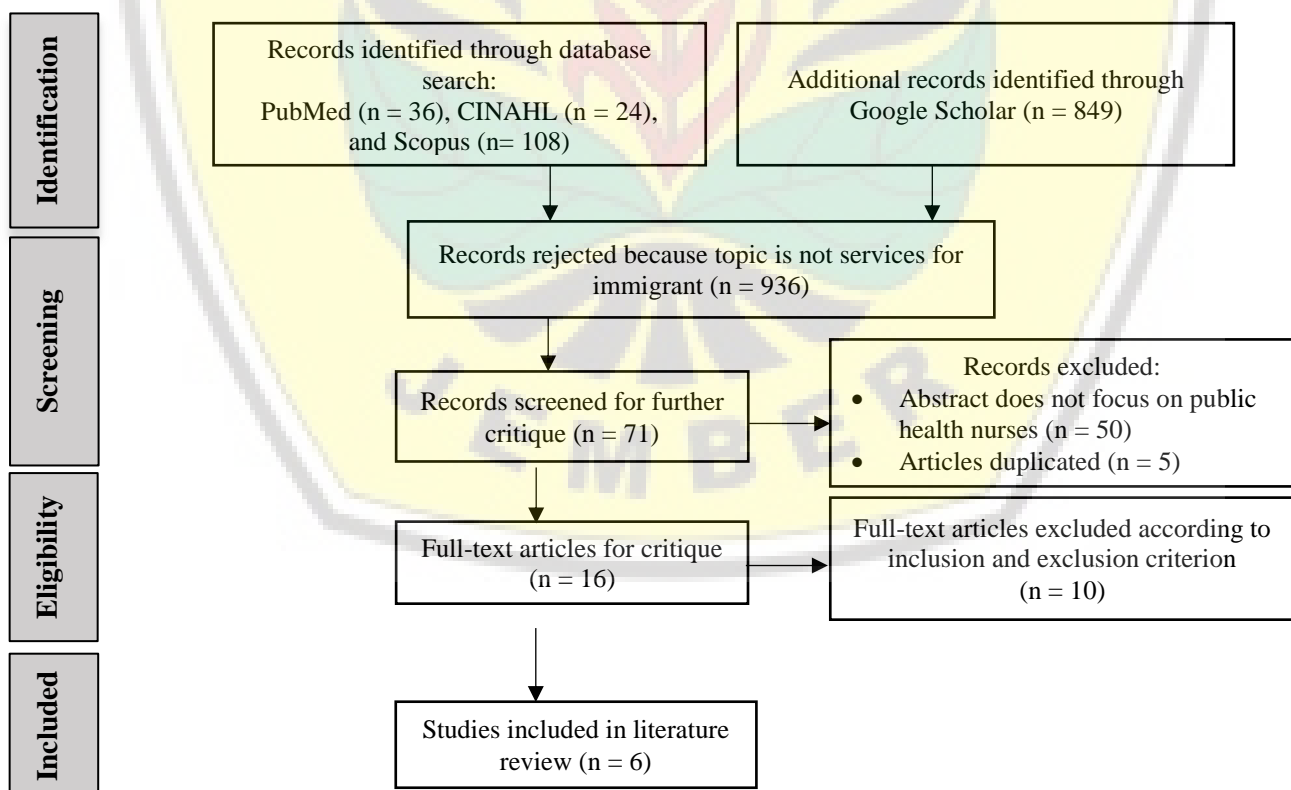 Identification
Records identified through database
search:
PubMed (n = 36), CINAHL (n = 24),
and Scopus (n= 108)
Additional records identified through
Google Scholar (n = 849)
Screening
Records rejected because topic is not services for
immigrant (n = 936)
Records screened for further
critique (n = 71)
Records excluded:
• Abstract does not focus on public
health nurses (n = 50)
• Articles duplicated (n = 5)
Eligibility
Full-text articles for critique
(n = 16)
Full-text articles excluded according to
inclusion and exclusion criterion
(n = 10)
Included
Studies included in literature
review (n = 6)
JEMBER